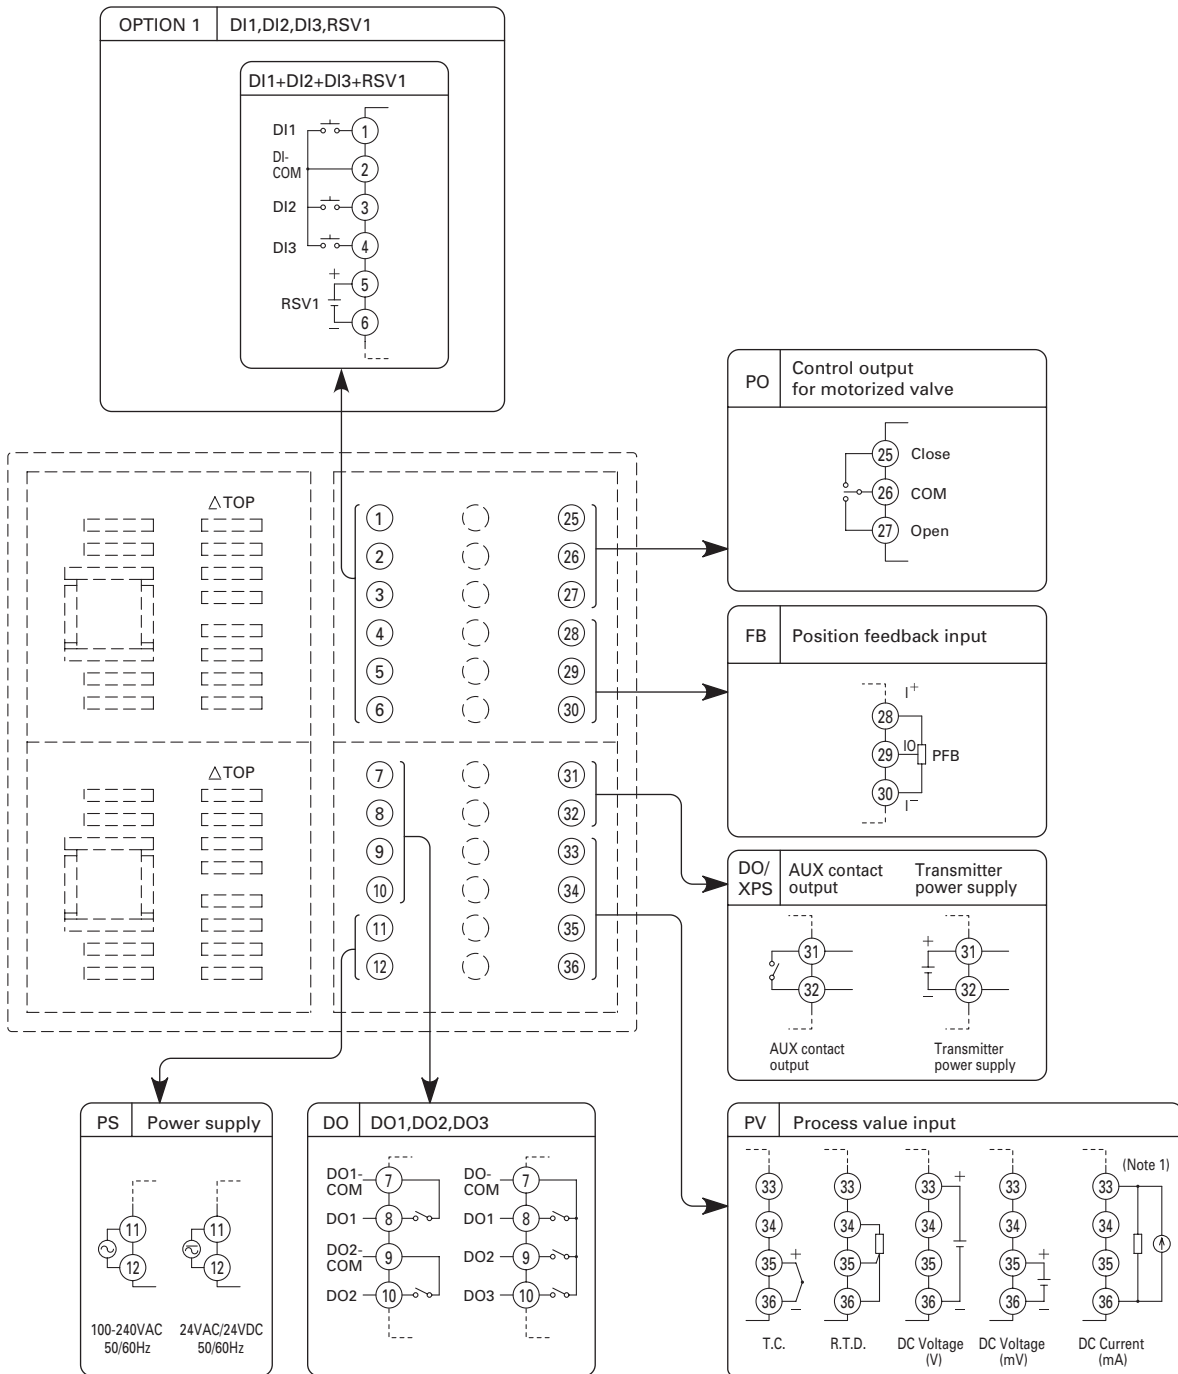 OPTION 1 DI1,DI2,DI3,RSV1
DI1+DI2+DI3+RSV1
DI1 1
DI-
COM 2
DI2 3
DI3 4
+ 5
RSV1
– 6
PO Control output
for motorized valve
25 Close
26 COM
27 Open
△TOP
1 25
2 26
3 27
4 28
5 29
6 30
FB Position feedback input
I+
28
29 IO PFB
30
I–
△TOP
7 31
8 32
9 33
10 34
11 35
12 36
DO/
XPS
AUX contact
output
Transmitter
power supply
31 + 31
32 – 32
AUX contact
output
Transmitter
power supply
PS Power supply
11 11
12 12
100-240VAC
50/60Hz
24VAC/24VDC
50/60Hz
DO DO1,DO2,DO3
DO1-
COM 7
DO1 8
DO2-
COM 9
DO2 10
DO-
COM 7
DO1 8
DO2 9
DO3 10
PV Process value input
(Note 1)
33 33 33 + 33 33
34 34 34 34 34
35 + 35 35 35 + 35
36 – 36 36 – 36 – 36
T.C. R.T.D. DC Voltage
(V)
DC Voltage
(mV)
DC Current
(mA)